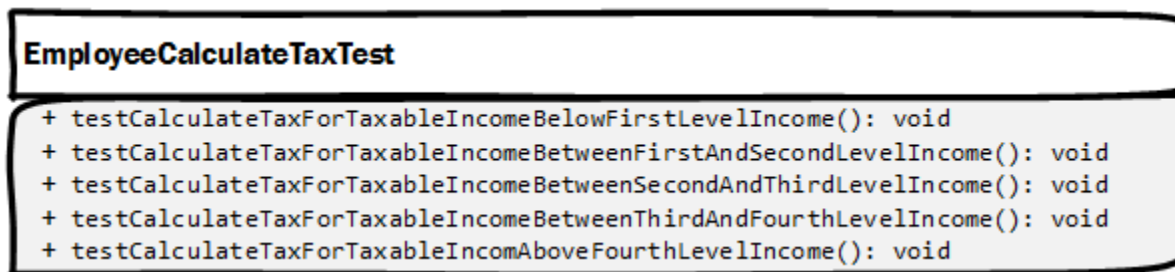 EmployeeCalculateTaxTest
+ testCalculateTaxForTaxableIncomeBelowFirstLevelIncome(): void
+ testCalculateTaxForTaxableIncomeBetweenFirstAndSecondLevelIncome(): void
+ testCalculateTaxForTaxableIncomeBetweenSecondAndThirdLevelIncome(): void
+ testCalculateTaxForTaxableIncomeBetweenThirdAndFourthLevelIncome(): void
+ testCalculateTaxForTaxableIncomAboveFourthLevelIncome(): void